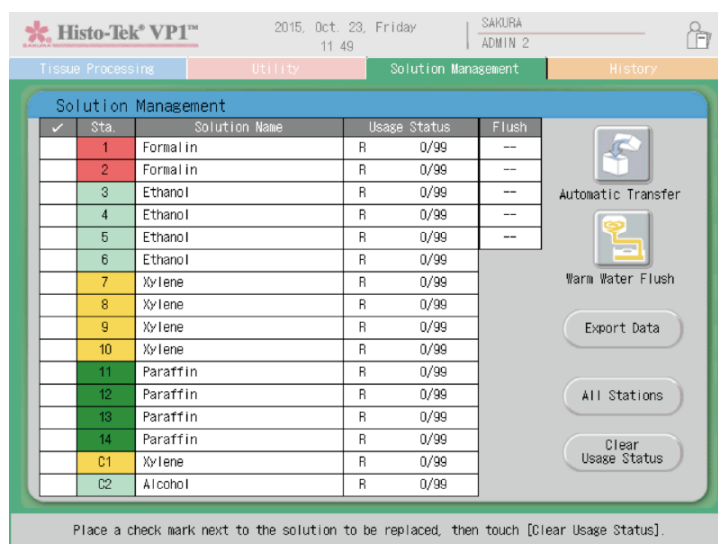 SAKURA Histo-Tek® VP1™
2015, Oct. 23, Friday
11 49
SAKURA
ADMIN 2
Tissue Processing Utility Solution Management History
Solution Management
✓ Sta. Solution Name Usage Status Flush
1 Formalin R 0/99 --
2 Formalin R 0/99 --
3 Ethanol R 0/99 --
4 Ethanol R 0/99 --
5 Ethanol R 0/99 --
6 Ethanol R 0/99
7 Xylene R 0/99
8 Xylene R 0/99
9 Xylene R 0/99
10 Xylene R 0/99
11 Paraffin R 0/99
12 Paraffin R 0/99
13 Paraffin R 0/99
14 Paraffin R 0/99
C1 Xylene R 0/99
C2 Alcohol R 0/99
Automatic Transfer
Warm Water Flush
Export Data
All Stations
Clear
Usage Status
Place a check mark next to the solution to be replaced, then touch [Clear Usage Status].